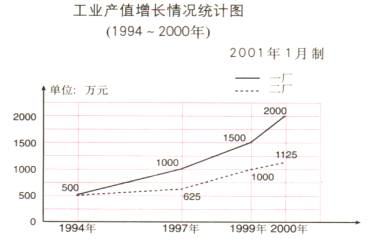 工业产值增长情况统计图
(1994～2000年)
2001年1月制
一厂
二厂
单位：万元
2000
1500
1000
500
0
500
1000
1500
2000
625
1000
1125
1994年
1997年
1999年
2000年